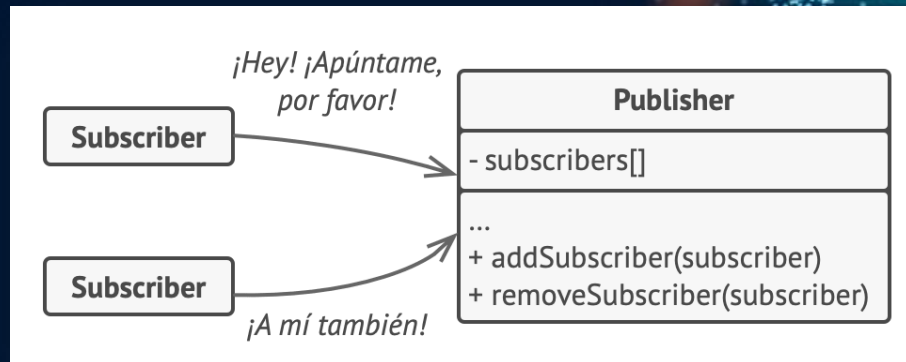 ¡Hey! ¡Apúntame,
por favor!
Subscriber
Publisher
- subscribers[]
...
+ addSubscriber(subscriber)
+ removeSubscriber(subscriber)
Subscriber
¡A mí también!